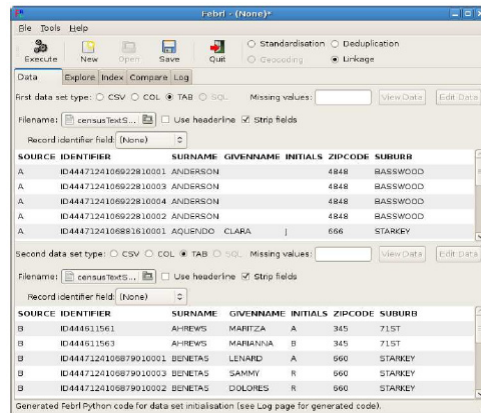 Febrl - (None)*
File Tools Help
Execute New Open Save Quit
Standardisation Deduplication
Geocoding Linkage
Data Explore Index Compare Log
First data set type: CSV COL TAB SQL Missing values: View Data Edit Data
Filename: censusTextS... Use headerline Strip fields
Record identifier field: (None)
SOURCE IDENTIFIER SURNAME GIVENNAME INITIALS ZIPCODE SUBURB
A ID4447124106922810001 ANDERSON 4848 BASSWOOD
A ID4447124106922810003 ANDERSON 4848 BASSWOOD
A ID4447124106922810004 ANDERSON 4848 BASSWOOD
A ID4447124106922810002 ANDERSON 4848 BASSWOOD
A ID4447124106881610001 AQUENDO CLARA J 666 STARKEY
Second data set type: CSV COL TAB SQL Missing values: View Data Edit Data
Filename: censusTextS... Use headerline Strip fields
Record identifier field: (None)
SOURCE IDENTIFIER SURNAME GIVENNAME INITIALS ZIPCODE SUBURB
B ID444611561 AHREWS MARITZA A 345 71ST
B ID444611563 AHREWS MARIANNA B 345 71ST
B ID4447124106879010001 BENETAS LENARD A 660 STARKEY
B ID4447124106879010003 BENETAS SAMMY R 660 STARKEY
B ID4447124106879010002 BENETAS DOLORES R 660 STARKEY
Generated Febrl Python code for data set initialisation (see Log page for generated code).